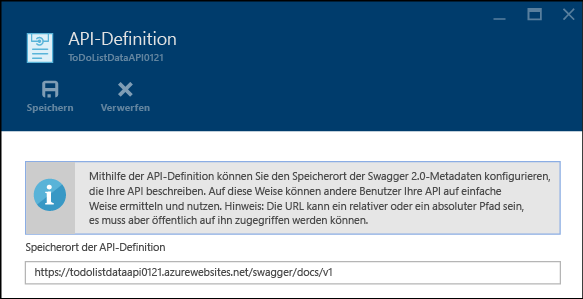 API-Definition
ToDoListDataAPI0121
Speichern Verwerfen
Mithilfe der API-Definition können Sie den Speicherort der Swagger 2.0-Metadaten konfigurieren,
die Ihre API beschreiben. Auf diese Weise können andere Benutzer Ihre API auf einfache
Weise ermitteln und nutzen. Hinweis: Die URL kann ein relativer oder ein absoluter Pfad sein,
es muss aber öffentlich auf ihn zugegriffen werden können.
Speicherort der API-Definition
https://todolistdataapi0121.azurewebsites.net/swagger/docs/v1